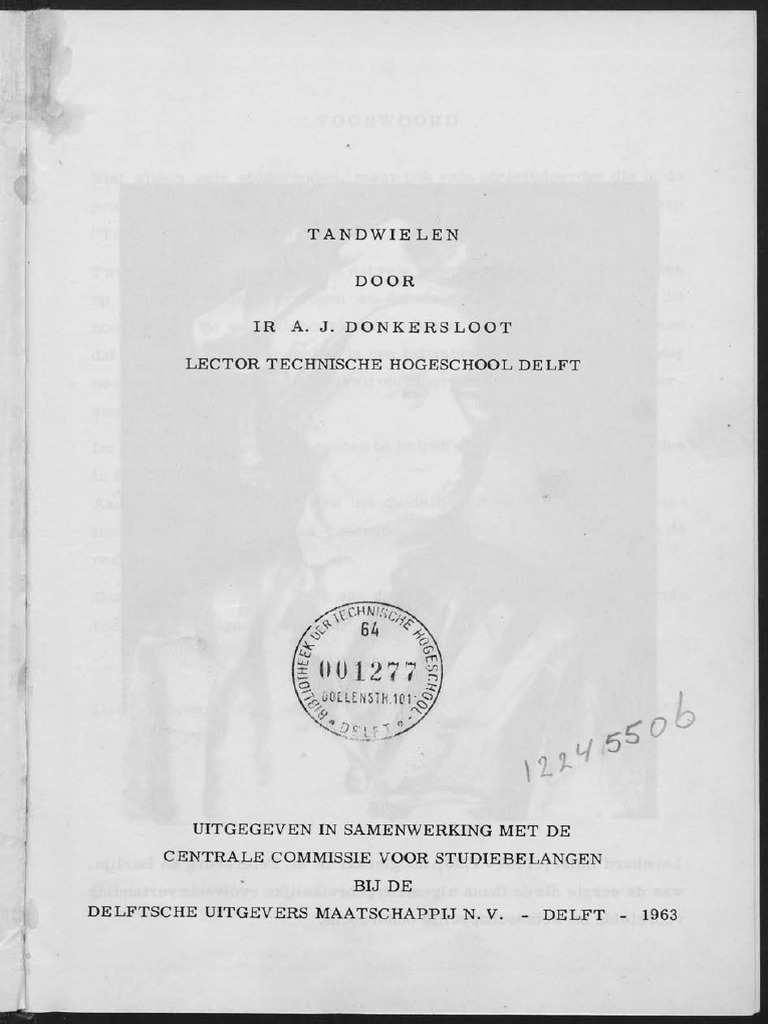 TANDWIELEN
DOOR
IR A. J. DONKERSLOOT
LECTOR TECHNISCHE HOGESCHOOL DELFT
BIBLIOTHEEK DER TECHNISCHE HOGESCHOOL
64
001277
DOELENSTR. 101
* DELFT *
12245506
UITGEGEVEN IN SAMENWERKING MET DE
CENTRALE COMMISSIE VOOR STUDIEBELANGEN
BIJ DE
DELFTSCHE UITGEVERS MAATSCHAPPIJ N. V. - DELFT - 1963